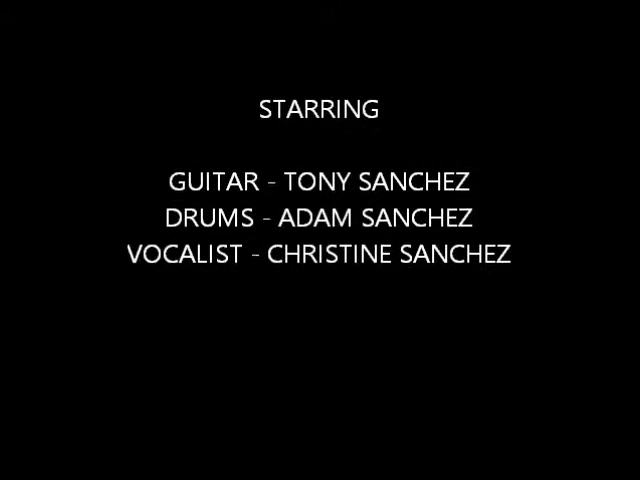 STARRING
GUITAR - TONY SANCHEZ
DRUMS - ADAM SANCHEZ
VOCALIST - CHRISTINE SANCHEZ